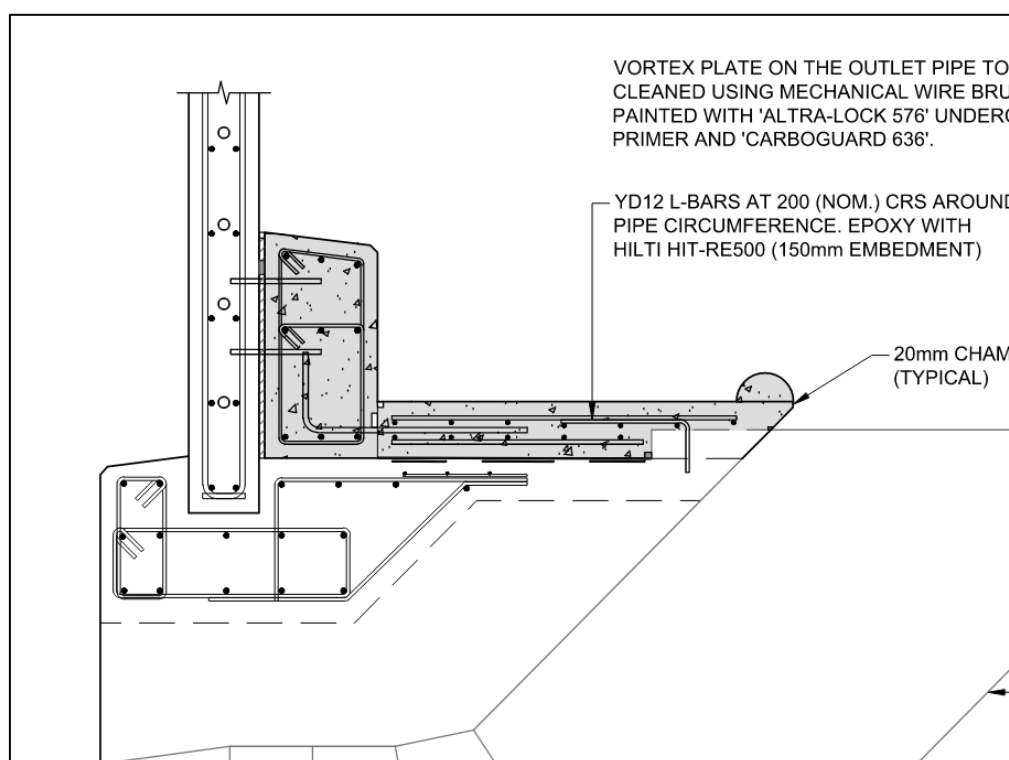 VORTEX PLATE ON THE OUTLET PIPE TO
CLEANED USING MECHANICAL WIRE BRU
PAINTED WITH 'ALTRA-LOCK 576' UNDERC
PRIMER AND 'CARBOGUARD 636'.
YD12 L-BARS AT 200 (NOM.) CRS AROUND
PIPE CIRCUMFERENCE. EPOXY WITH
HILTI HIT-RE500 (150mm EMBEDMENT)
20mm CHAM
(TYPICAL)